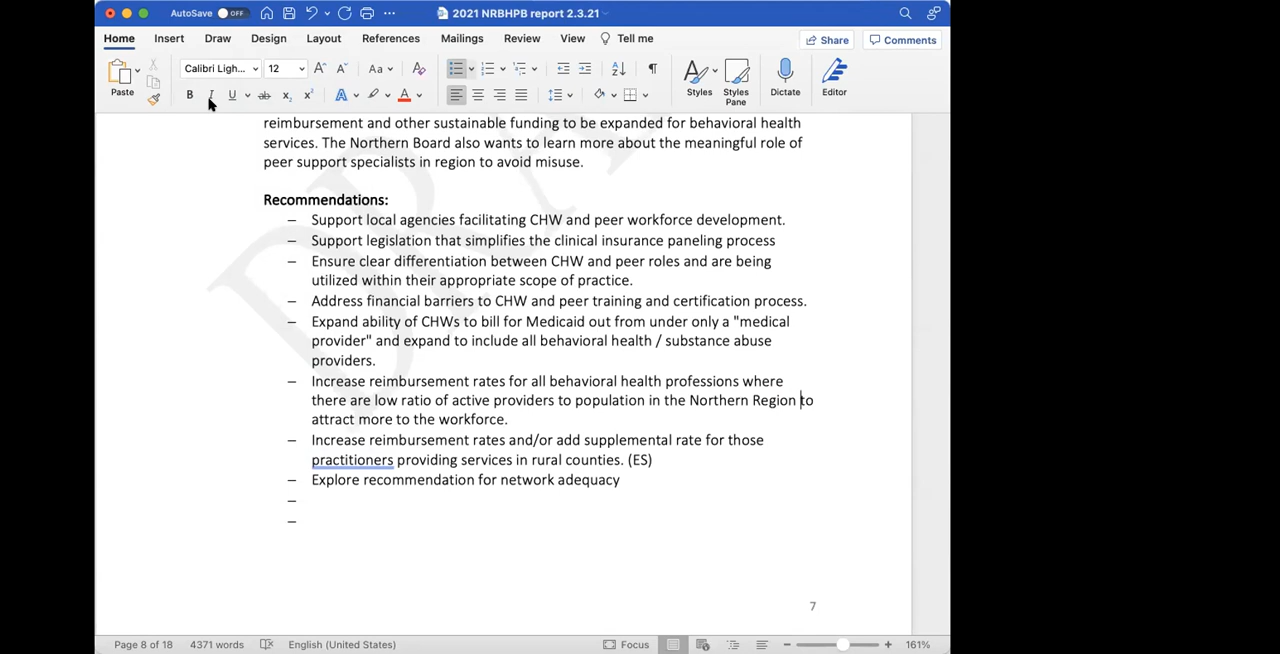 AutoSave OFF 2021 NRBHPB report 2.3.21
Home Insert Draw Design Layout References Mailings Review View Tell me Share Comments
Paste Calibri Ligh... 12 Aa Styles Styles Pane Dictate Editor
reimbursement and other sustainable funding to be expanded for behavioral health
services. The Northern Board also wants to learn more about the meaningful role of
peer support specialists in region to avoid misuse.
Recommendations:
– Support local agencies facilitating CHW and peer workforce development.
– Support legislation that simplifies the clinical insurance paneling process
– Ensure clear differentiation between CHW and peer roles and are being
utilized within their appropriate scope of practice.
– Address financial barriers to CHW and peer training and certification process.
– Expand ability of CHWs to bill for Medicaid out from under only a "medical
provider" and expand to include all behavioral health / substance abuse
providers.
– Increase reimbursement rates for all behavioral health professions where
there are low ratio of active providers to population in the Northern Region to
attract more to the workforce.
– Increase reimbursement rates and/or add supplemental rate for those
practitioners providing services in rural counties. (ES)
– Explore recommendation for network adequacy
–
–
7
Page 8 of 18 4371 words English (United States) Focus 161%